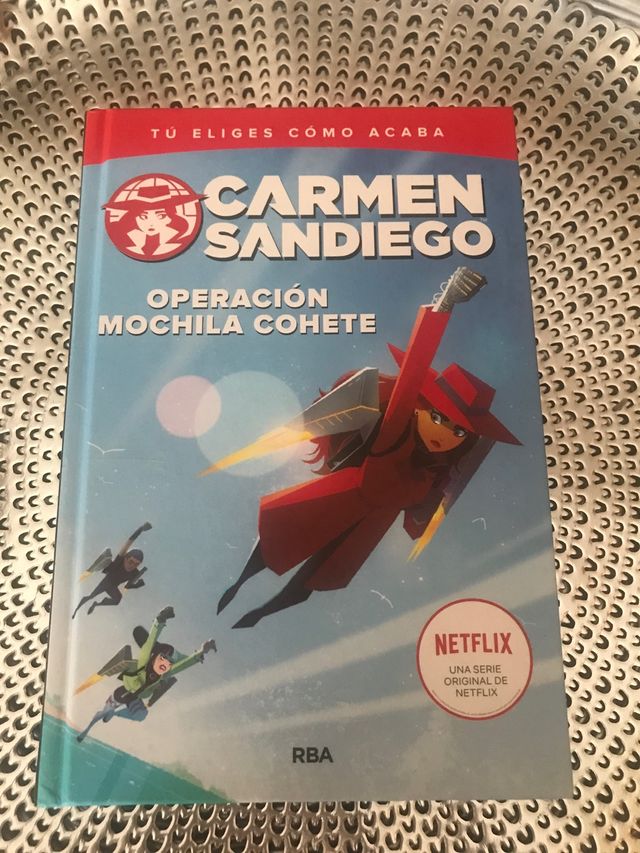 TÚ ELIGES CÓMO ACABA
CARMEN
SANDIEGO
OPERACIÓN
MOCHILA COHETE
NETFLIX
UNA SERIE
ORIGINAL DE
NETFLIX
RBA